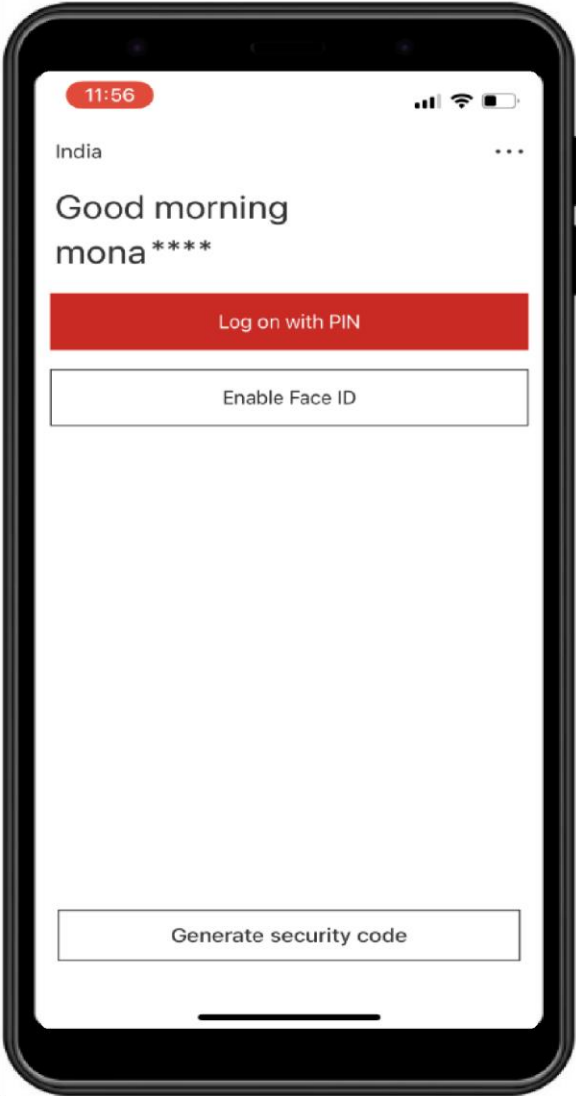 11:56
India
Good morning
mona****
Log on with PIN
Enable Face ID
Generate security code